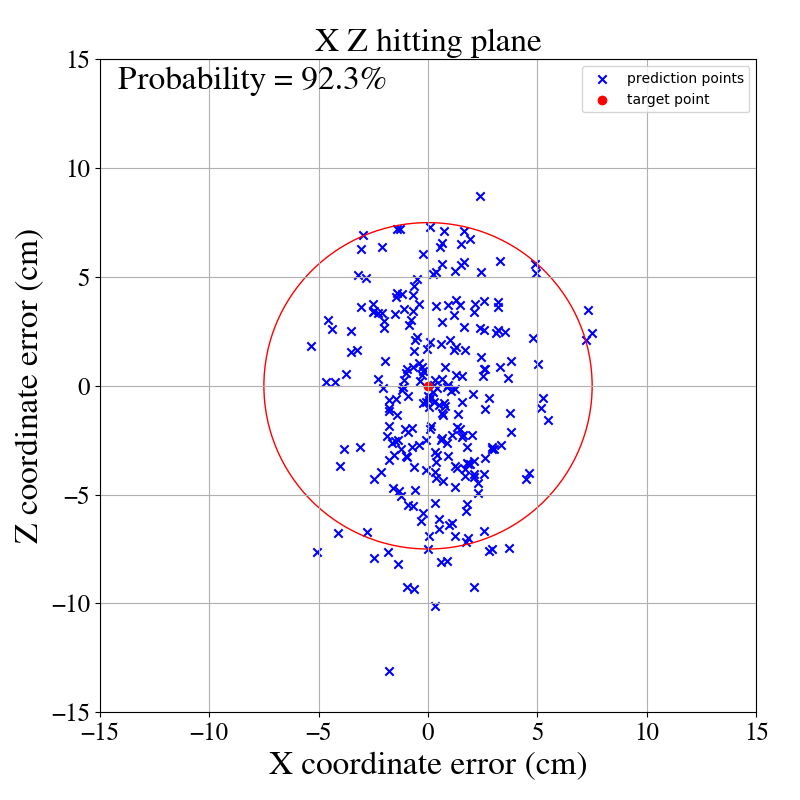 X Z hitting plane
Probability = 92.3%
prediction points
target point
Z coordinate error (cm)
15
10
5
0
−5
−10
−15
−15
−10
−5
0
5
10
15
X coordinate error (cm)